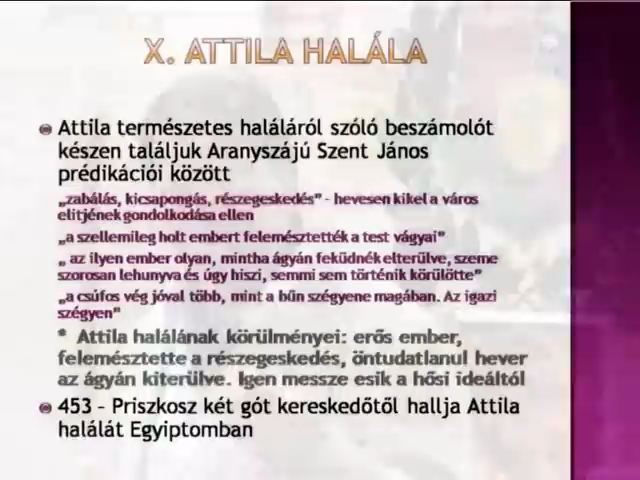 X. ATTILA HALÁLA
Attila természetes haláláról szóló beszámolót
készen találjuk Aranyszájú Szent János
prédikációi között
„zabálás, kicsapongás, részegeskedés" - hevesen kikel a város
elitjének gondolkodása ellen
„a szellemileg holt embert felemésztették a test vágyai"
„ az ilyen ember olyan, mintha ágyán feküdnék elterülve, szeme
szorosan lehunyva és úgy hiszi, semmi sem történik körülötte"
„a csúfos vég jóval több, mint a bűn szégyene magában. Az igazi
szégyen"
* Attila halálának körülményei: erős ember,
felemésztette a részegeskedés, öntudatlanul hever
az ágyán kiterülve. Igen messze esik a hősi ideáltól
453 – Priszkosz két gót kereskedőtől hallja Attila
halálát Egyiptomban